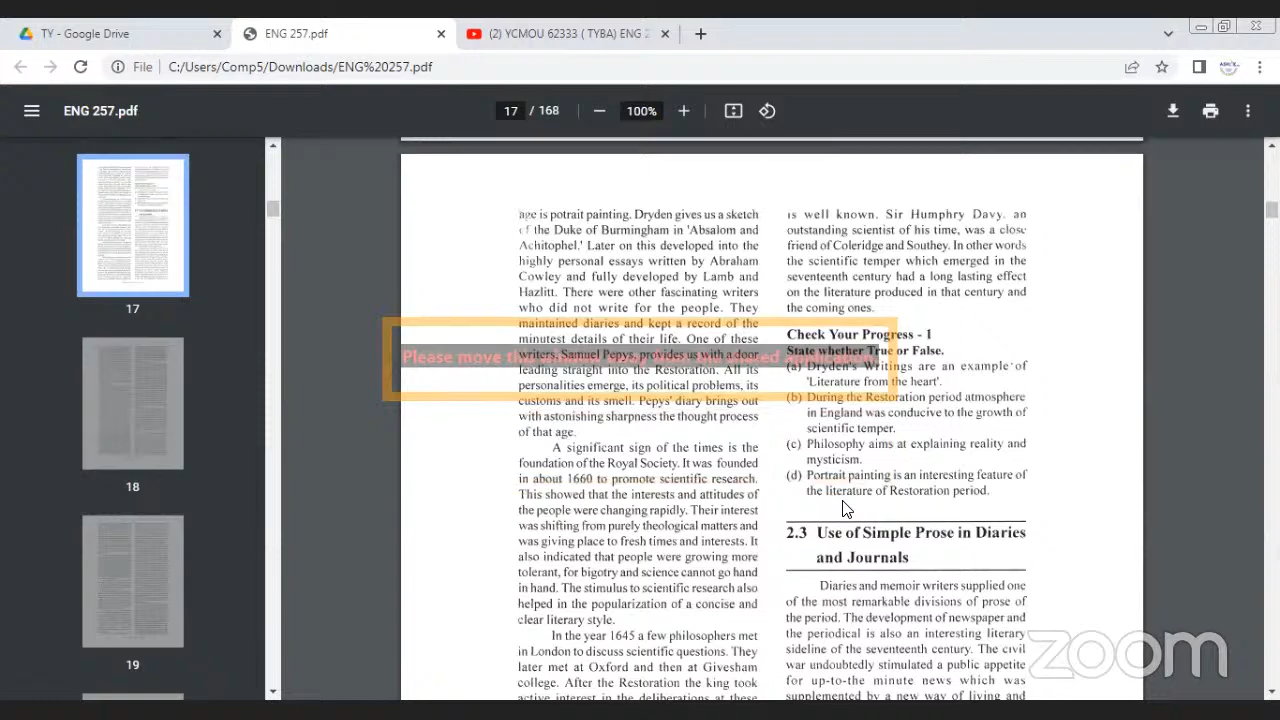 TY - Google Drive
ENG 257.pdf
(2) YCMOU 62333 ( TYBA) ENG 2
File
C:/Users/Comp5/Downloads/ENG%20257.pdf
ENG 257.pdf
17 / 168
100%
17
18
19
age is potrait painting. Dryden gives us a sketch
of the Duke of Burmingham in 'Absalom and
Achitophel.' Later on this developed into the
highly personal essays written by Abraham
Cowley and fully developed by Lamb and
Hazlitt. There were other fascinating writers
who did not write for the people. They
maintained diaries and kept a record of the
minutest details of their life. One of these
writers, Samuel Pepys, provides us with a door
leading straight into the Restoration. All its
personalities emerge, its political problems, its
customs and its smell. Pepys' diary brings out
with astonishing sharpness the thought process
of that age.
A significant sign of the times is the
foundation of the Royal Society. It was founded
in about 1660 to promote scientific research.
This showed that the interests and attitudes of
the people were changing rapidly. Their interest
was shifting from purely theological matters and
was giving place to fresh times and interests. It
also indicated that people were growing more
tolerant, for bigotry and science cannot go hand
in hand. The stimulus to scientific research also
helped in the popularization of a concise and
clear literary style.
In the year 1645 a few philosophers met
in London to discuss scientific questions. They
later met at Oxford and then at Givesham
college. After the Restoration the king took
active interest in the deliberations at these
is well known. Sir Humphry Davy, an
outstanding scientist of his time, was a close
friend of Coleridge and Southey. In other words
the scientific temper which emerged in the
seventeenth century had a long lasting effect
on the literature produced in that century and
the coming ones.
Check Your Progress - 1
State whether True or False.
(a) Dryden's Writings are an example of
'Literature from the heart'.
(b) During the Restoration period atmosphere
in England was conducive to the growth of
scientific temper.
(c) Philosophy aims at explaining reality and
mysticism.
(d) Portrait painting is an interesting feature of
the literature of Restoration period.
2.3 Use of Simple Prose in Diaries
and Journals
Diaries and memoir writers supplied one
of the most remarkable divisions of prose of
the period. The development of newspaper and
the periodical is also an interesting literary
sideline of the seventeenth century. The civil
war undoubtedly stimulated a public appetite
for up-to-the minute news which was
supplemented by a new way of living and
Please move
zoom